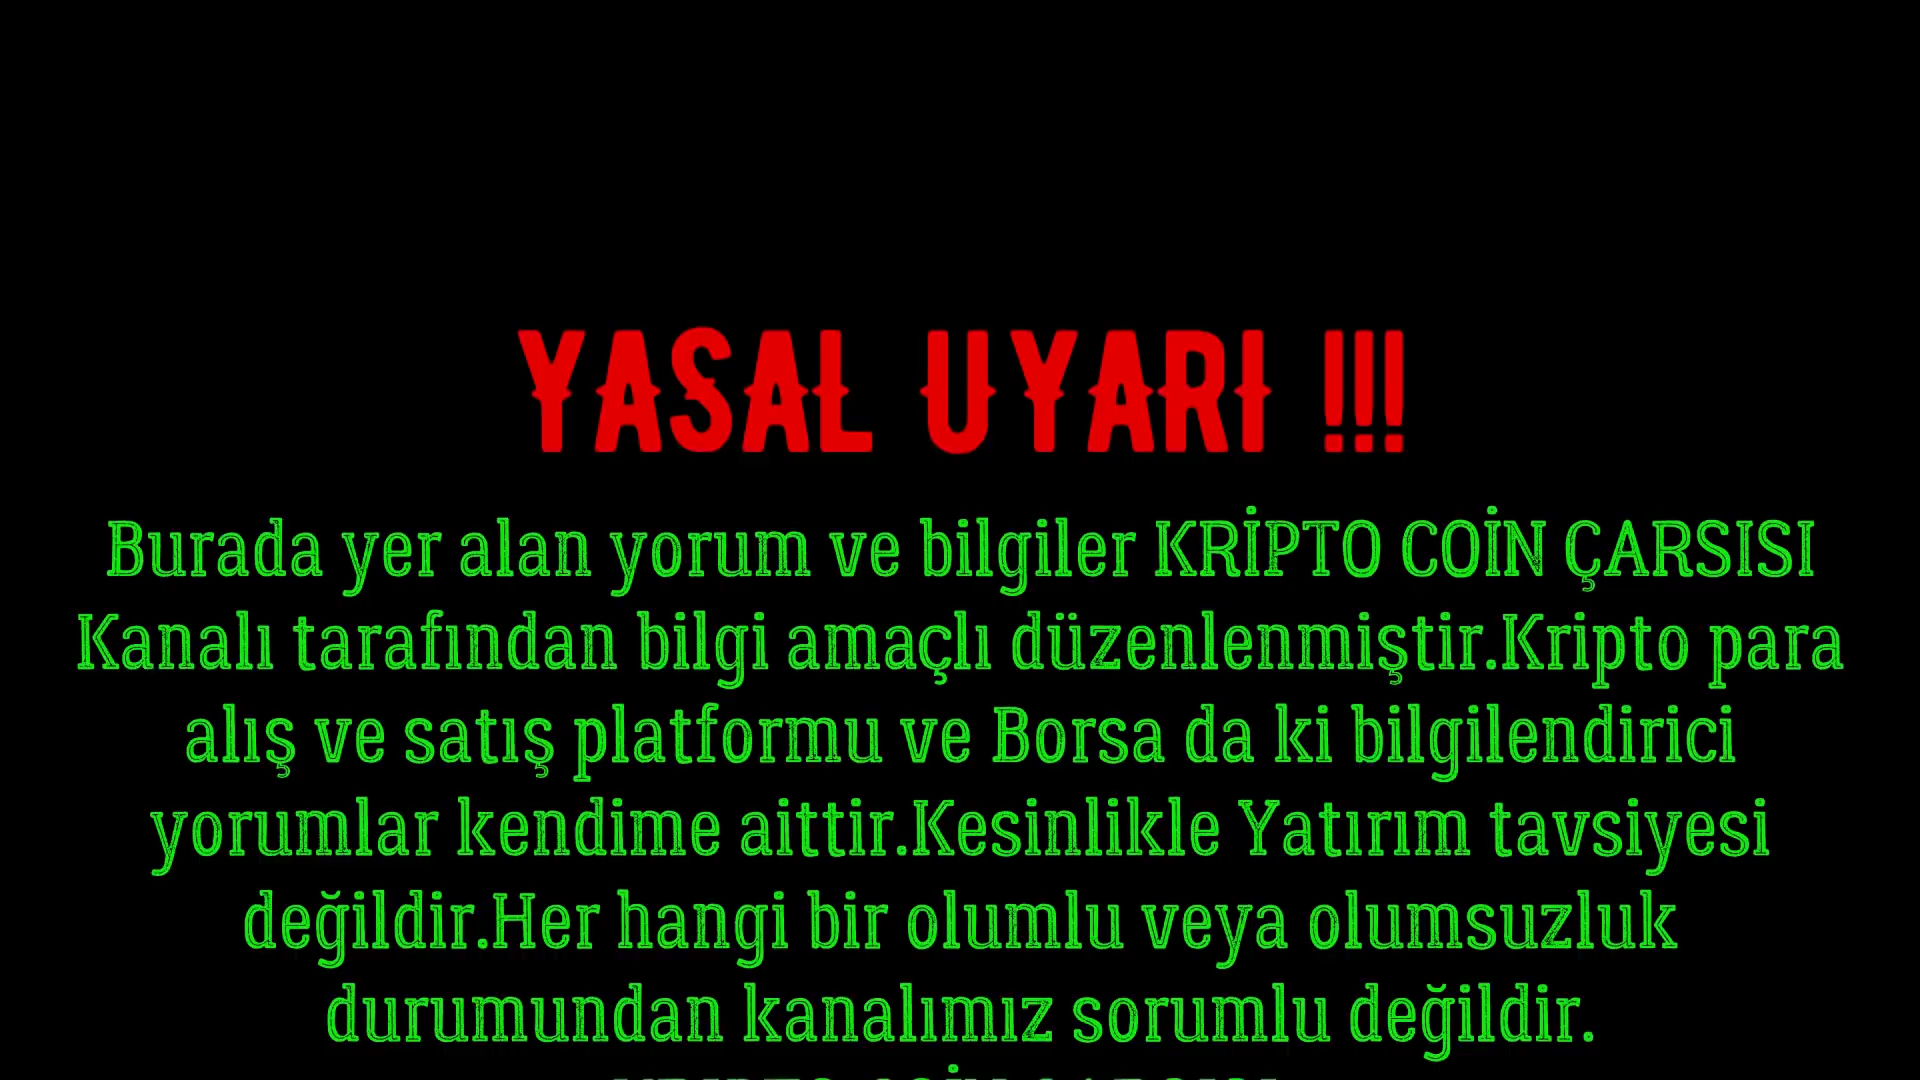 YASAL UYARI !!!
Burada yer alan yorum ve bilgiler KRİPTO COİN ÇARSISI
Kanalı tarafından bilgi amaçlı düzenlenmiştir.Kripto para
alış ve satış platformu ve Borsa da ki bilgilendirici
yorumlar kendime aittir.Kesinlikle Yatırım tavsiyesi
değildir.Her hangi bir olumlu veya olumsuzluk
durumundan kanalımız sorumlu değildir.